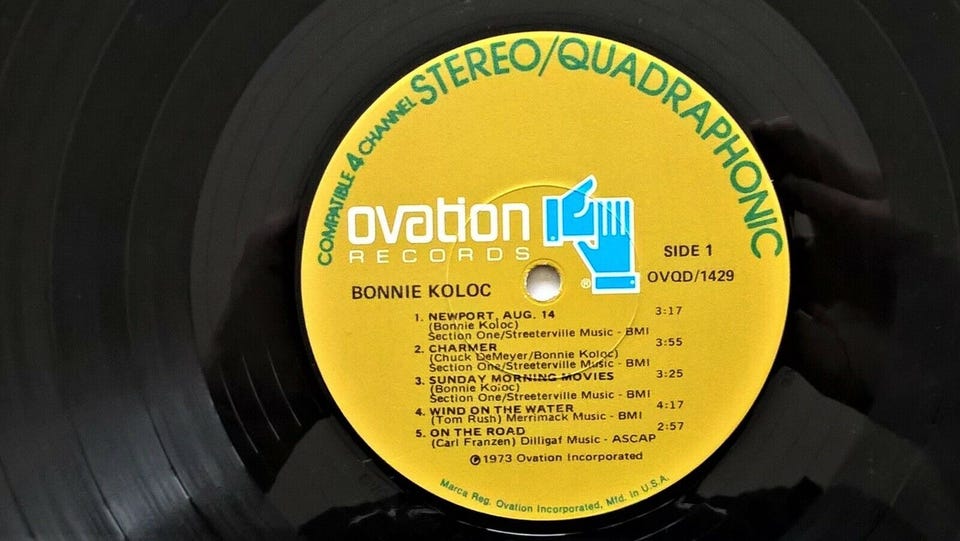 COMPATIBLE 4 CHANNEL STEREO/QUADRAPHONIC
ovation
RECORDS
®
SIDE 1
OVQD/1429
BONNIE KOLOC
1. NEWPORT, AUG. 14 3:17
(Bonnie Koloc)
Section One/Streeterville Music - BMI
2. CHARMER 3:55
(Chuck DeMeyer/Bonnie Koloc)
Section One/Streeterville Music - BMI
3. SUNDAY MORNING MOVIES 3:25
(Bonnie Koloc)
Section One/Streeterville Music - BMI
4. WIND ON THE WATER 4:17
(Tom Rush) Merrimack Music - BMI
5. ON THE ROAD 2:57
(Carl Franzen) Dilligaf Music - ASCAP
℗ 1973 Ovation Incorporated
Marca Reg. Ovation Incorporated, Mfd. in U.S.A.